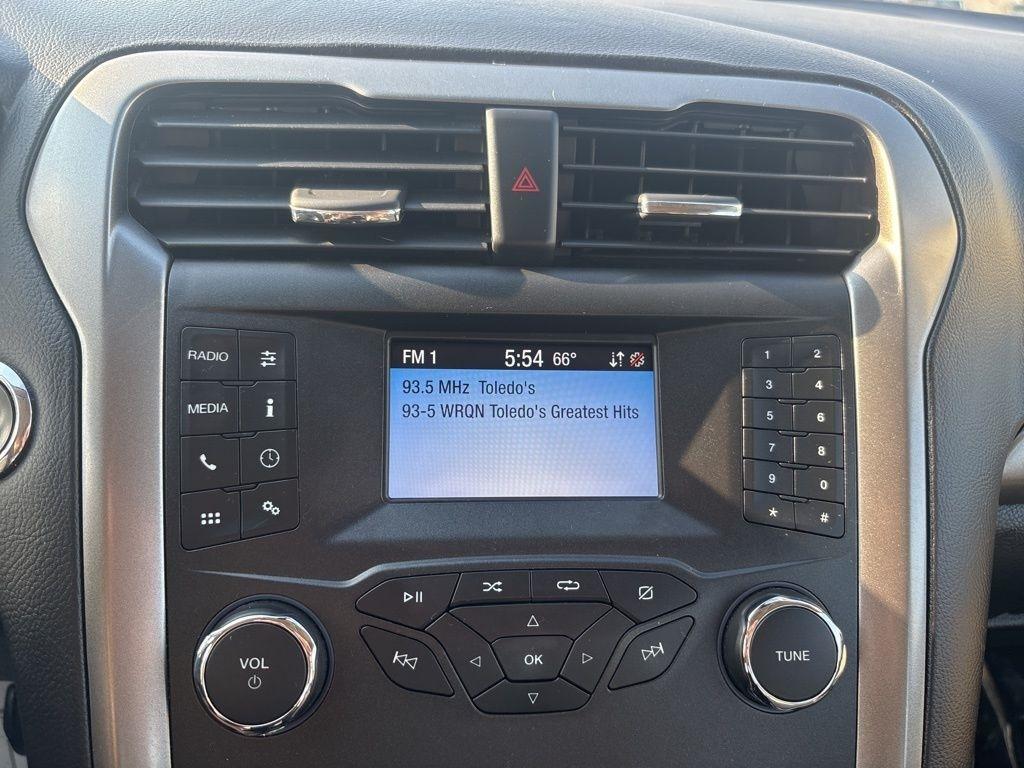 FM 1 5:54 66°
93.5 MHz Toledo's
93-5 WRQN Toledo's Greatest Hits
RADIO
MEDIA
i
1 2
3 4
5 6
7 8
9 0
* #
VOL
OK
TUNE